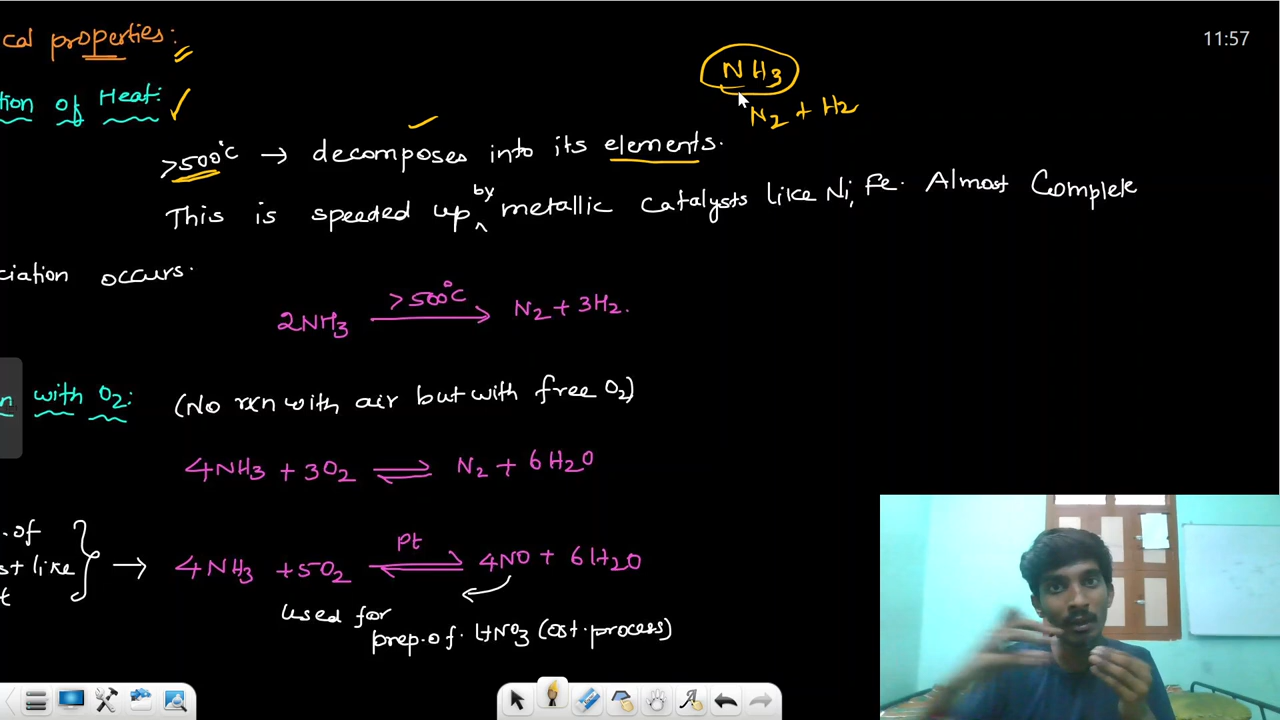 cal properties:
11:57
tion of Heat:
NH3
N2 + H2
>500°C → decomposes into its elements.
This is speeded up by metallic catalysts like Ni, Fe. Almost Complete
ciation occurs.
2NH3 >500°C → N2 + 3H2.
n with O2: (No rxn with air but with free O2)
4NH3 + 3O2 ⇌ N2 + 6H2O
. of
st like
t
→ 4NH3 + 5O2 Pt ⇌ 4NO + 6H2O
used for
prep. of. HNO3 (ost. process)